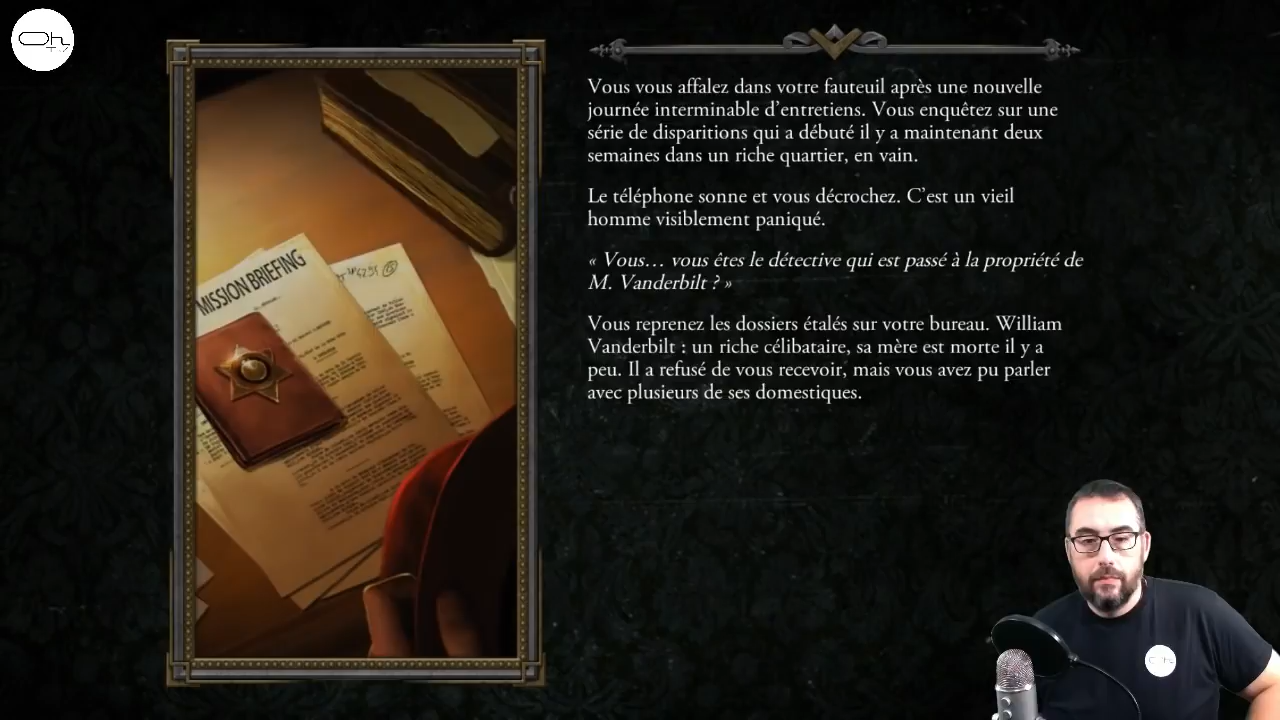 Oh
TV
Vous vous affalez dans votre fauteuil après une nouvelle
journée interminable d’entretiens. Vous enquêtez sur une
série de disparitions qui a débuté il y a maintenant deux
semaines dans un riche quartier, en vain.
Le téléphone sonne et vous décrochez. C’est un vieil
homme visiblement paniqué.
« Vous… vous êtes le détective qui est passé à la propriété de
M. Vanderbilt ? »
Vous reprenez les dossiers étalés sur votre bureau. William
Vanderbilt : un riche célibataire, sa mère est morte il y a
peu. Il a refusé de vous recevoir, mais vous avez pu parler
avec plusieurs de ses domestiques.
MISSION BRIEFING